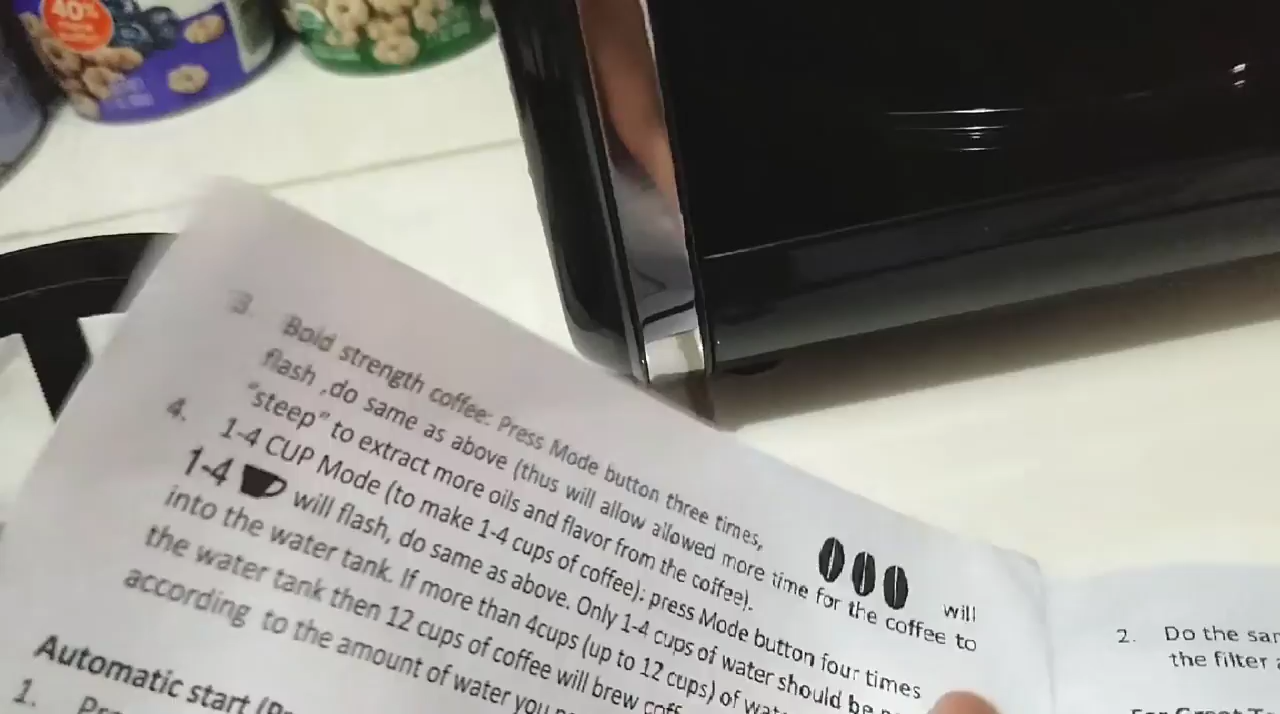 40%
3. Bold strength coffee: Press Mode button three times, will
flash ,do same as above (thus will allow allowed more time for the coffee to
"steep" to extract more oils and flavor from the coffee).
4. 1-4 CUP Mode (to make 1-4 cups of coffee): press Mode button four times
1-4 will flash, do same as above. Only 1-4 cups of water should be
into the water tank. If more than 4cups (up to 12 cups) of
the water tank then 12 cups of coffee will brew
according to the amount of water you
Automatic start
1.
2. Do the
the filter